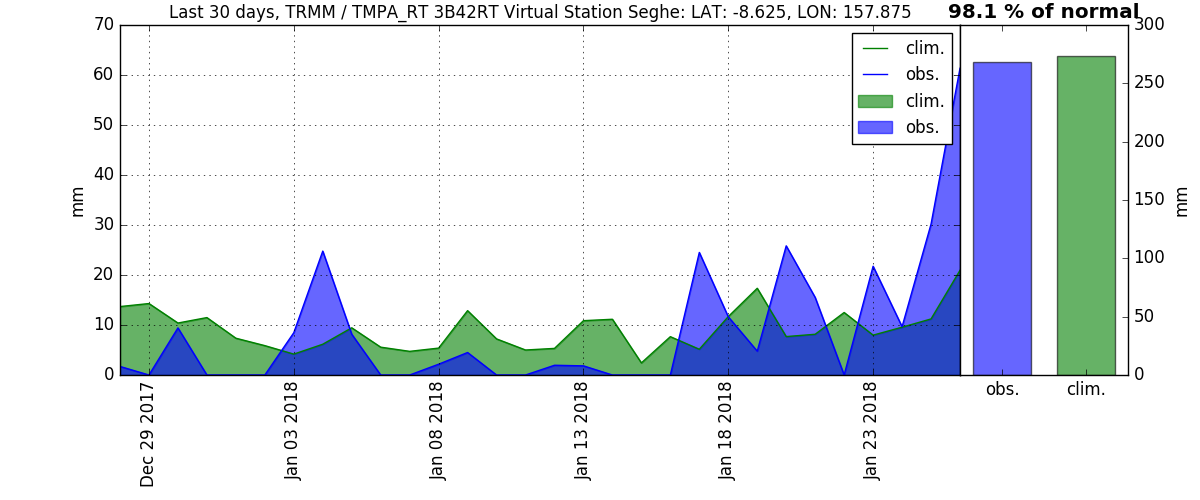 Last 30 days, TRMM / TMPA_RT 3B42RT Virtual Station Seghe: LAT: -8.625, LON: 157.875
98.1 % of normal
70
60
50
40
30
20
10
0
mm
clim.
obs.
clim.
obs.
300
250
200
150
100
50
0
mm
obs.
clim.
Dec 29 2017
Jan 03 2018
Jan 08 2018
Jan 13 2018
Jan 18 2018
Jan 23 2018